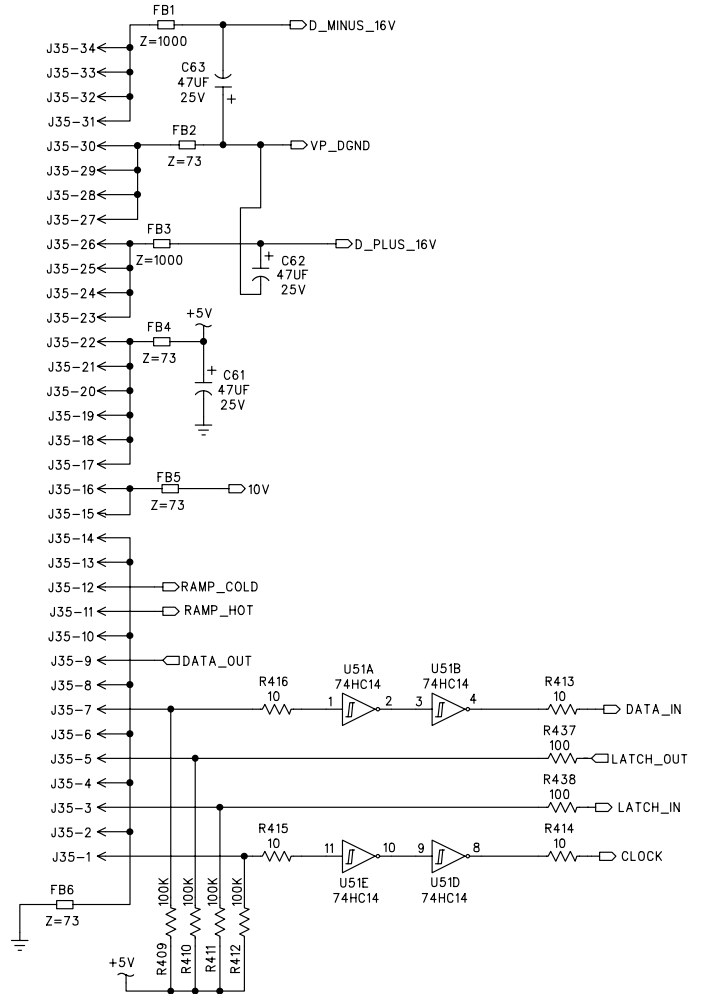 FB1
D_MINUS_16V
J35-34
Z=1000
C63
J35-33
47UF
J35-32
25V
+
J35-31
FB2
J35-30
VP_DGND
Z=73
J35-29
J35-28
J35-27
FB3
J35-26
D_PLUS_16V
Z=1000
+
C62
J35-25
47UF
J35-24
25V
J35-23
+5V
FB4
J35-22
Z=73
J35-21
+
C61
J35-20
47UF
25V
J35-19
J35-18
J35-17
FB5
J35-16
10V
Z=73
J35-15
J35-14
J35-13
J35-12
RAMP_COLD
J35-11
RAMP_HOT
J35-10
J35-9
DATA_OUT
J35-8
U51A
U51B
R416
74HC14
74HC14
R413
10
10
J35-7
1
2
3
4
DATA_IN
J35-6
R437
100
J35-5
LATCH_OUT
J35-4
R438
100
J35-3
LATCH_IN
J35-2
R415
R414
10
10
J35-1
11
10
9
8
CLOCK
U51E
U51D
74HC14
74HC14
FB6
Z=73
100K
100K
100K
100K
R409
R410
R411
R412
+5V